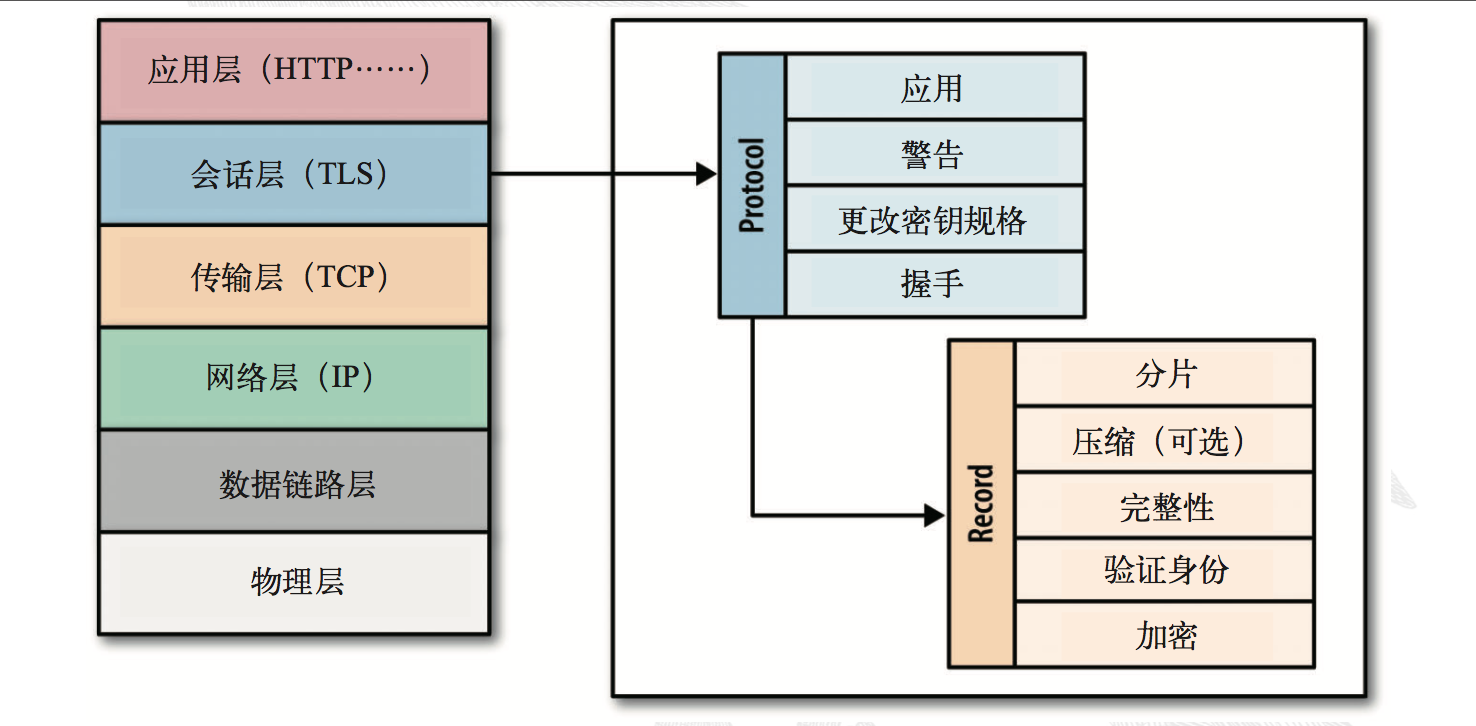 应用层（HTTP……）
会话层（TLS）
传输层（TCP）
网络层（IP）
数据链路层
物理层
Protocol
应用
警告
更改密钥规格
握手
Record
分片
压缩（可选）
完整性
验证身份
加密